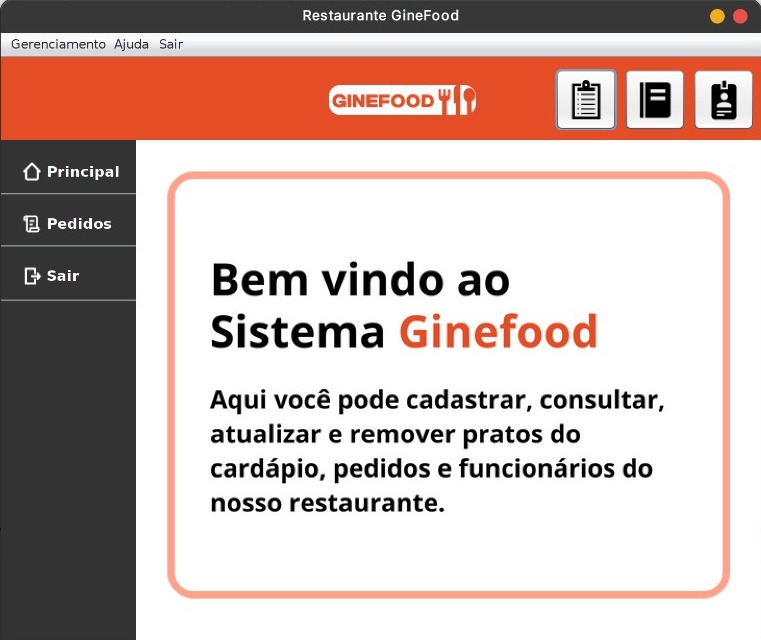 Restaurante GineFood
Gerenciamento Ajuda Sair
GINEFOOD
Principal
Pedidos
Sair
Bem vindo ao
Sistema Ginefood
Aqui você pode cadastrar, consultar,
atualizar e remover pratos do
cardápio, pedidos e funcionários do
nosso restaurante.